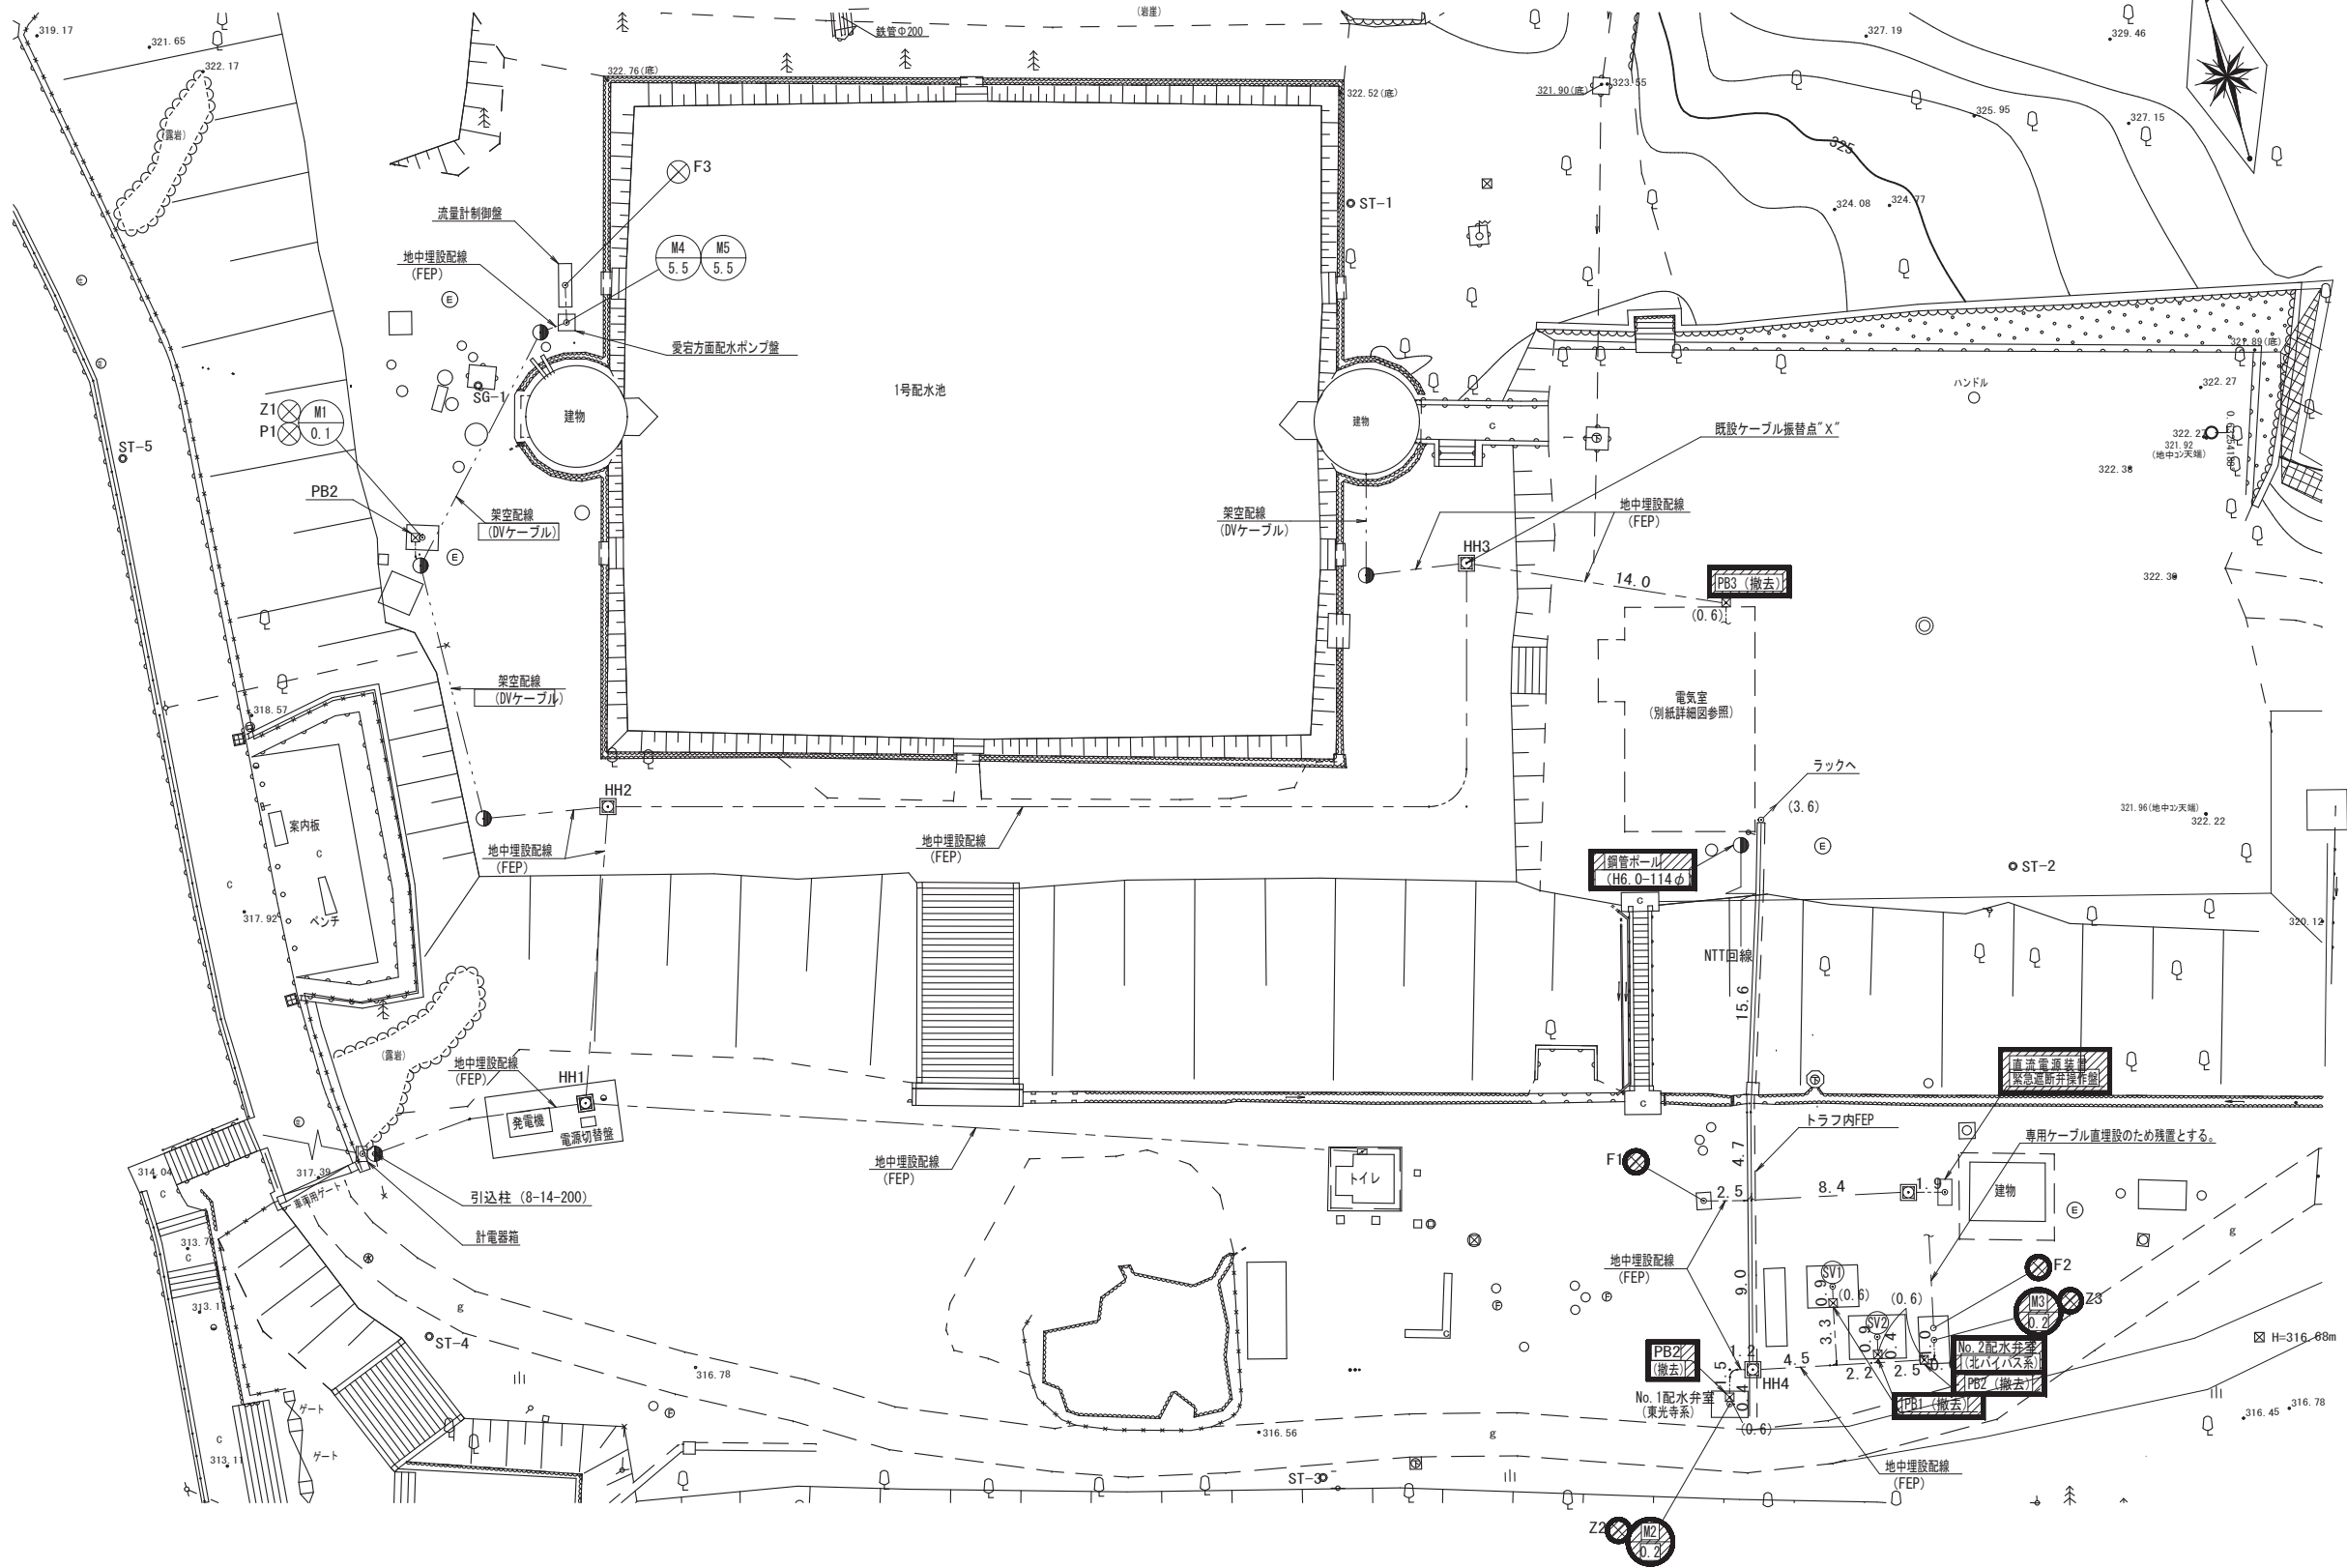 (岩崖)
鉄管Φ200
319.17
321.65
322.17
(露岩)
322.76(底)
322.52(底)
321.90(底)
323.55
327.19
329.46
325.95
327.15
325
324.08
324.77
F3
流量計制御盤
地中埋設配線
(FEP)
M4
5.5
M5
5.5
ST-1
愛宕方面配水ポンプ盤
E
SG-1
建物
1号配水池
建物
C
321.89(底)
ハンドル
322.27
322.27
321.92
(地中コン天端)
322.38
Z1
P1
M1
0.1
ST-5
PB2
架空配線
(DVケーブル)
E
架空配線
(DVケーブル)
既設ケーブル振替点"X"
地中埋設配線
(FEP)
HH3
14.0
PB3 (撤去)
(0.6)
322.30
架空配線
(DVケーブル)
318.57
電気室
(別紙詳細図参照)
ラックへ
(3.6)
HH2
地中埋設配線
(FEP)
地中埋設配線
(FEP)
案内板
C
C
ベンチ
317.92
鋼管ポール
(H6.0-114φ
E
ST-2
321.96(地中コン天端)
322.22
320.12
C
NTT回線
15.6
(露岩)
地中埋設配線
(FEP)
HH1
発電機
電源切替盤
直流電源装置
緊急遮断弁操作盤
C
トラフ内FEP
専用ケーブル直埋設のため残置とする。
地中埋設配線
(FEP)
トイレ
F1
4.7
2.5
8.4
1.9
建物
E
314.04
C
317.39
車両用ゲート
引込柱 (8-14-200)
計電器箱
313.7
C
313.1
g
ST-4
地中埋設配線
(FEP)
9.0
SV1
0.9
(0.6)
(0.6)
3.3
SV2
0.9
0.4
1.0
F2
M3
0.2
Z3
g
H=316.68m
PB2
(撤去)
1.2
1.5
4.5
2.2
2.5
HH4
No.2配水弁室
(北バイパス系)
PB2 (撤去)
PB1 (撤去)
No.1配水弁室
(東光寺系)
0.4
(0.6)
316.78
ゲート
ゲート
C
313.11
316.56
g
ST-3
地中埋設配線
(FEP)
316.45
316.78
Z2
M2
0.2